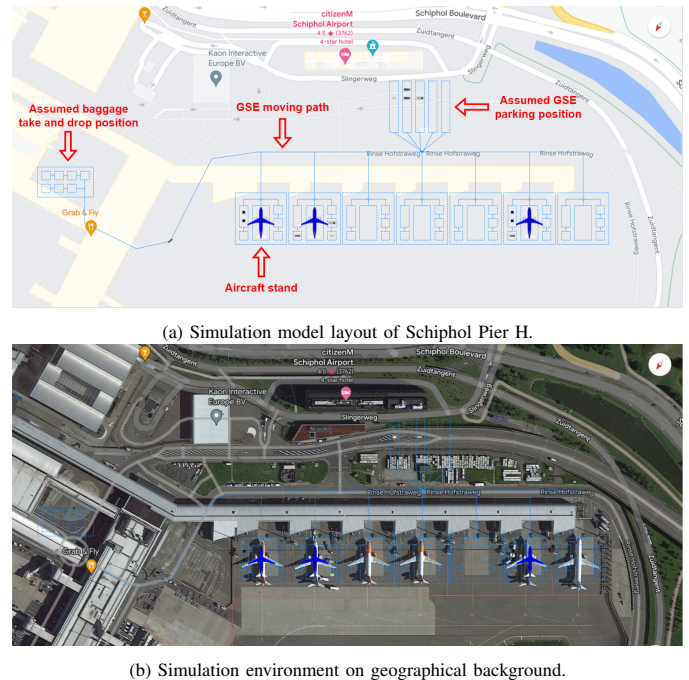 citizenM
Schiphol Airport
4.5 ★ (3762)
4-star hotel
Schiphol Boulevard
Zuidtangent
Zuidtangent
Kaon Interactive
Europe BV
Slingerweg
Assumed baggage
take and drop position
GSE moving path
Assumed GSE
parking position
Rinse Hofstraweg
Rinse Hofstraweg
Rinse Hofstraweg
Grab & Fly
Rinse Hofstraweg
Zuidtangent
Aircraft stand
(a) Simulation model layout of Schiphol Pier H.
citizenM
Schiphol Airport
4.5 ★ (3762)
4-star hotel
Schiphol Boulevard
Zuidtangent
Zuidtangent
Kaon Interactive
Europe BV
Slingerweg
Slingerweg
Zuidtangent
Rinse Hofstraweg
Rinse Hofstraweg
Rinse Hofstraweg
Grab & Fly
Rinse Hofstraweg
Zuidtangent
(b) Simulation environment on geographical background.